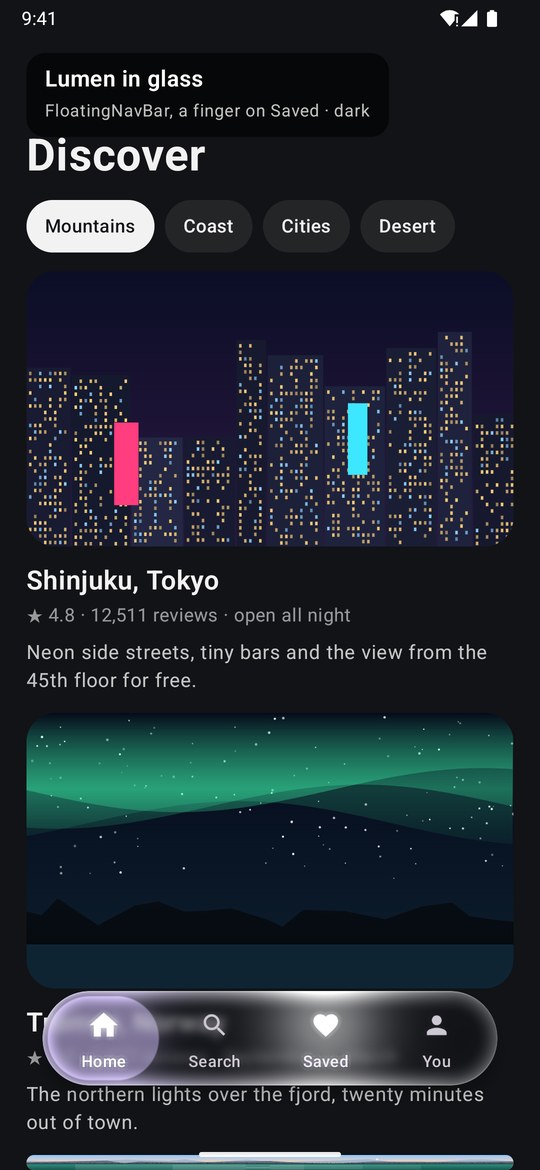 9:41
Lumen in glass
FloatingNavBar, a finger on Saved · dark
Discover
Mountains
Coast
Cities
Desert
Shinjuku, Tokyo
★ 4.8 · 12,511 reviews · open all night
Neon side streets, tiny bars and the view from the
45th floor for free.
★
Home
Search
Saved
You
The northern lights over the fjord, twenty minutes
out of town.